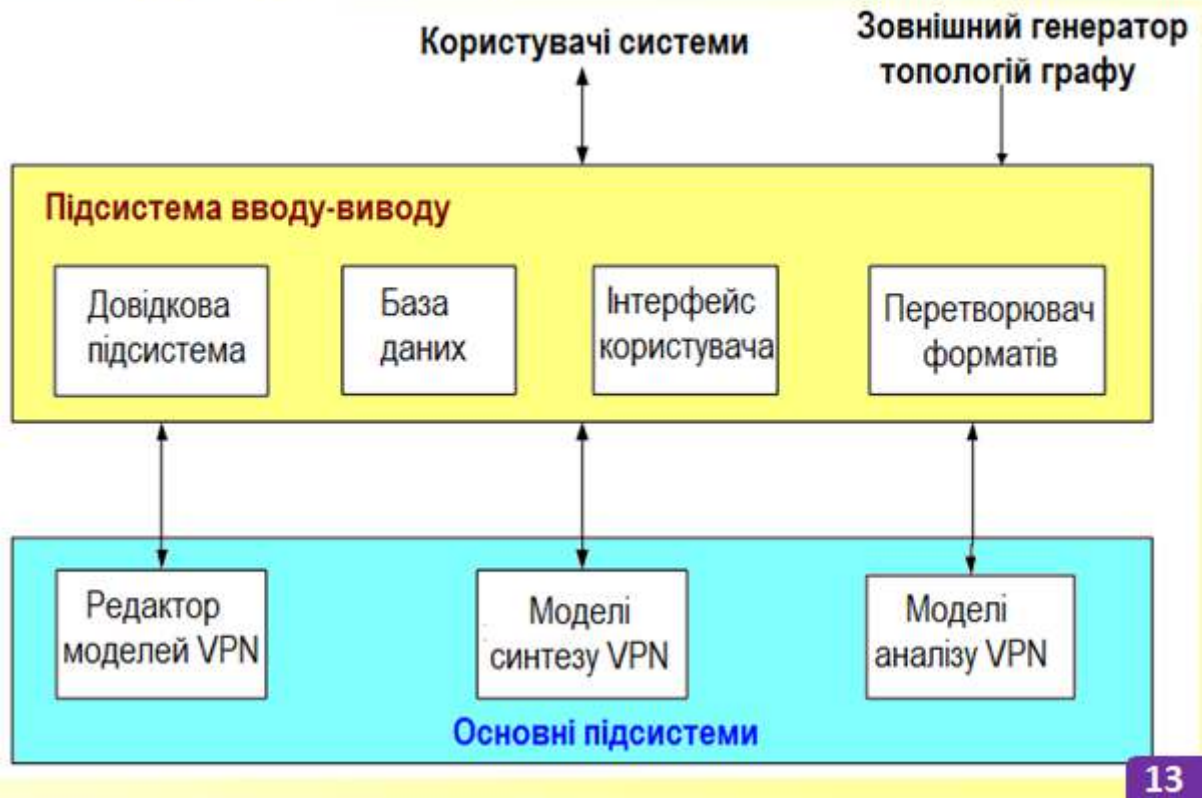 Користувачі системи
Зовнішний генератор
топологій графу
Підсистема вводу-виводу
Довідкова
підсистема
База
даних
Інтерфейс
користувача
Перетворювач
форматів
Редактор
моделей VPN
Моделі
синтезу VPN
Моделі
аналізу VPN
Основні підсистеми
13